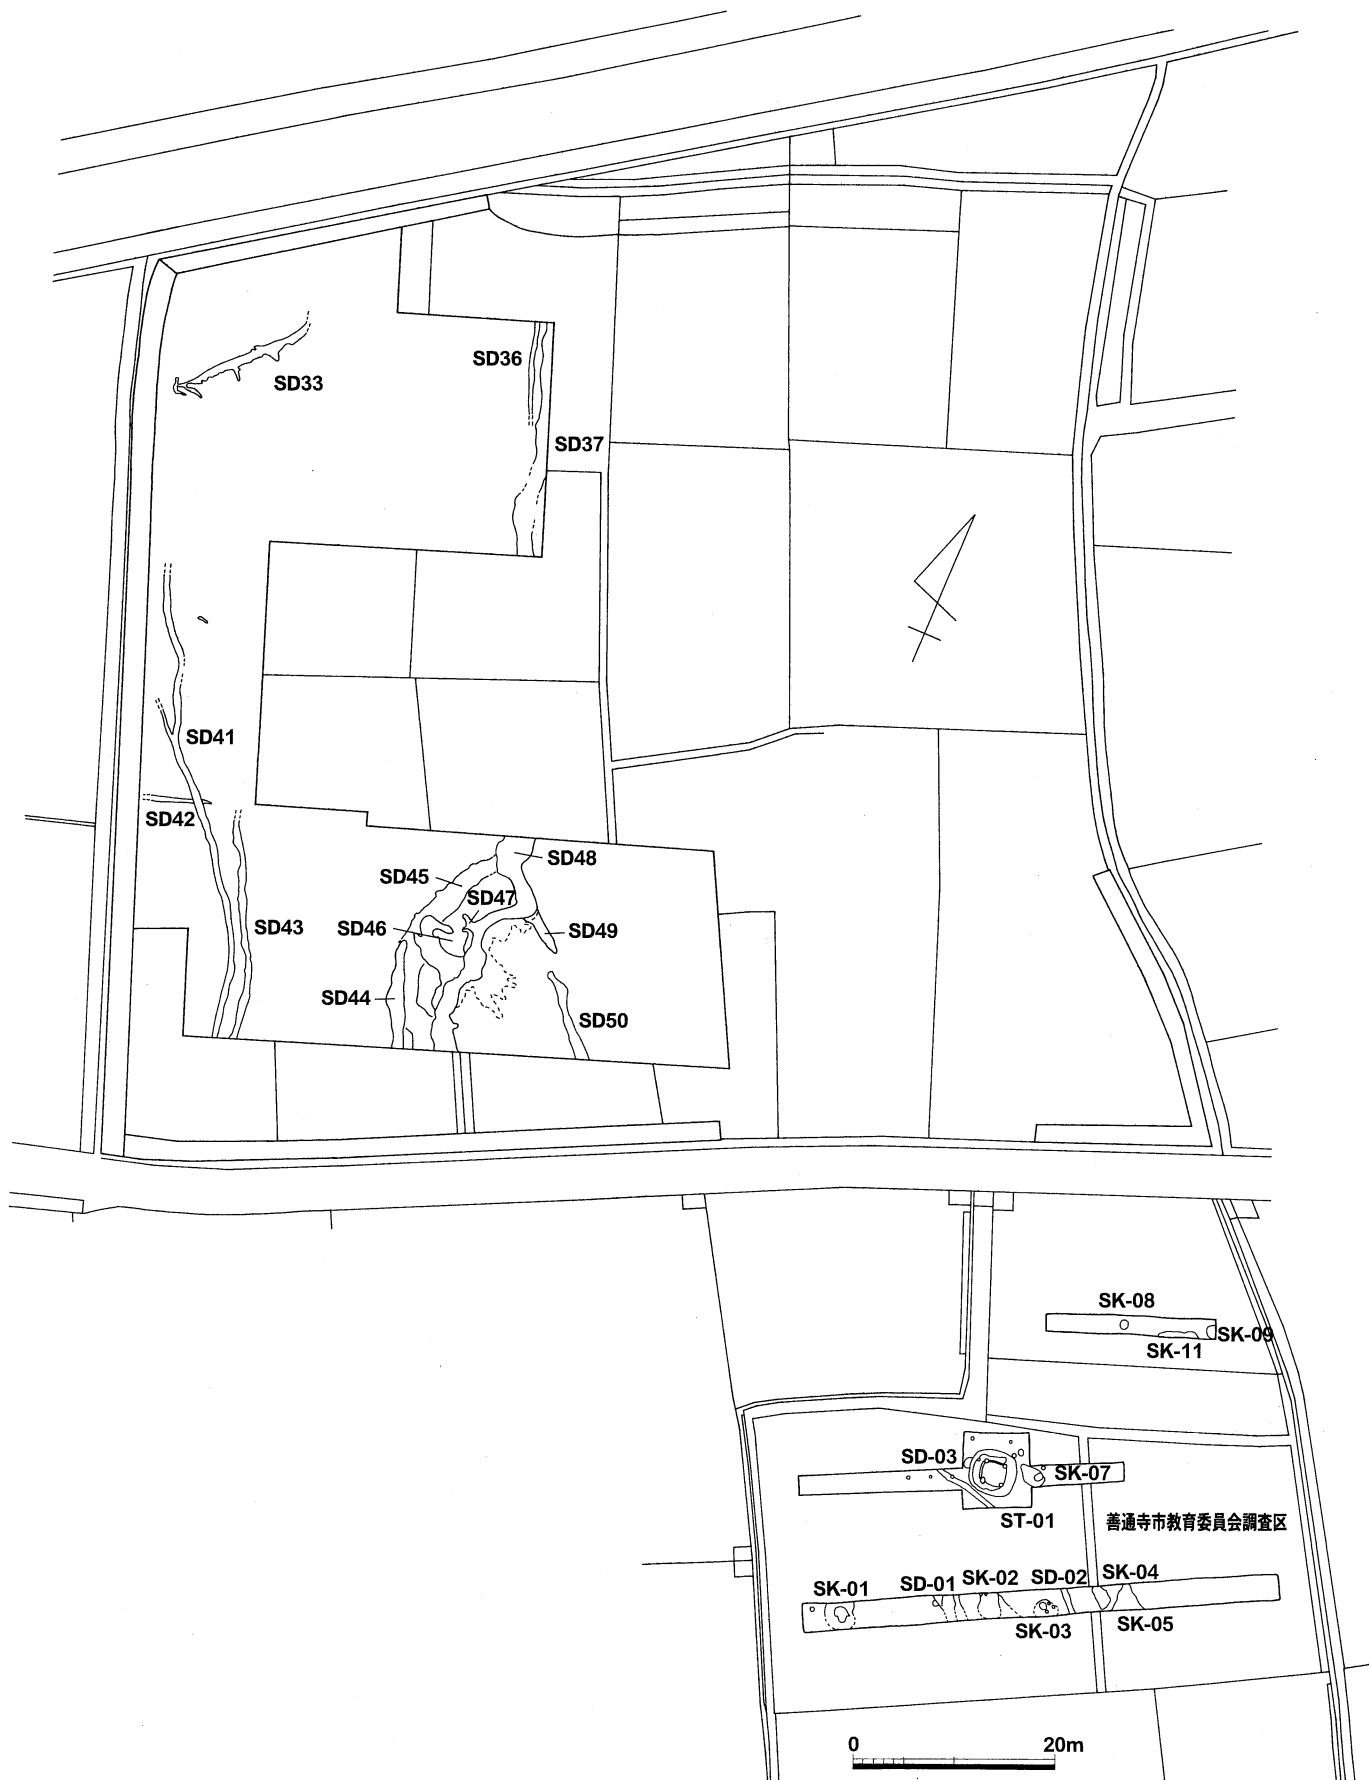 SD36
SD33
SD37
SD41
SD42
SD48
SD45
SD47
SD43
SD46
SD49
SD44
SD50
SK-08
SK-09
SK-11
SD-03
SK-07
ST-01
善通寺市教育委員会調査区
SK-01
SD-01
SK-02
SD-02
SK-04
SK-03
SK-05
0
20m